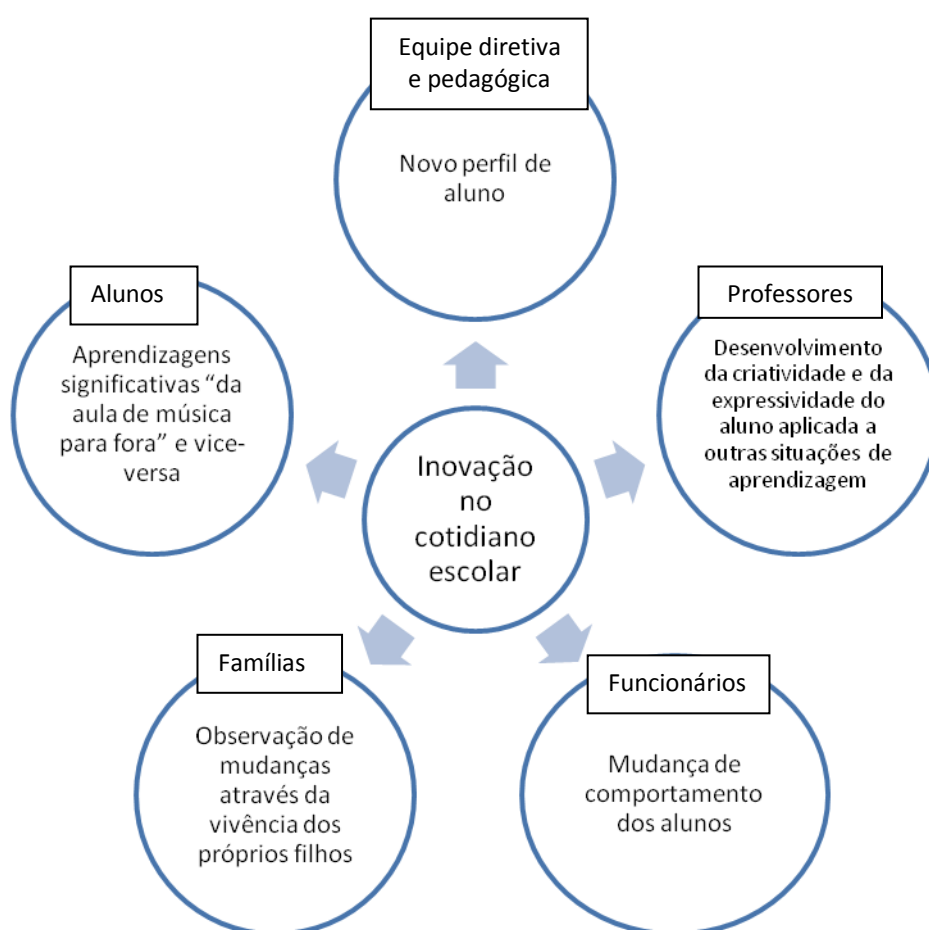 Equipe diretiva
e pedagógica
Novo perfil de
aluno
Alunos
Aprendizagens
significativas “da
aula de música
para fora” e vice-
versa
Professores
Desenvolvimento
da criatividade e da
expressividade do
aluno aplicada a
outras situações de
aprendizagem
Inovação
no
cotidiano
escolar
Famílias
Observação de
mudanças
através da
vivência dos
próprios filhos
Funcionários
Mudança de
comportamento
dos alunos